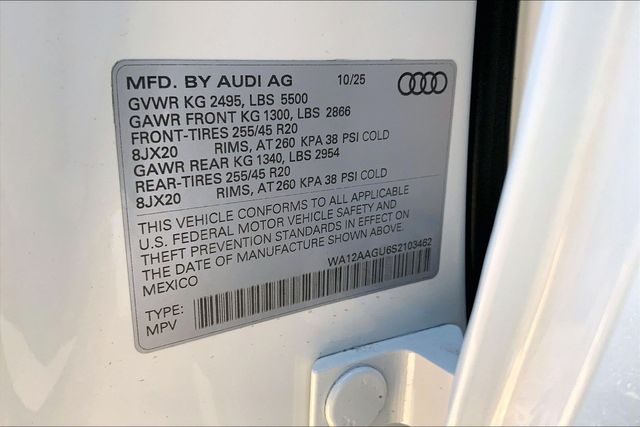 MFD. BY AUDI AG 10/25
GVWR KG 2495, LBS 5500
GAWR FRONT KG 1300, LBS 2866
FRONT-TIRES 255/45 R20
8JX20 RIMS, AT 260 KPA 38 PSI COLD
GAWR REAR KG 1340, LBS 2954
REAR-TIRES 255/45 R20
8JX20 RIMS, AT 260 KPA 38 PSI COLD
THIS VEHICLE CONFORMS TO ALL APPLICABLE
U.S. FEDERAL MOTOR VEHICLE SAFETY AND
THEFT PREVENTION STANDARDS IN EFFECT ON
THE DATE OF MANUFACTURE SHOWN ABOVE.
MEXICO WA12AAGU6S2103462
TYPE:
MPV